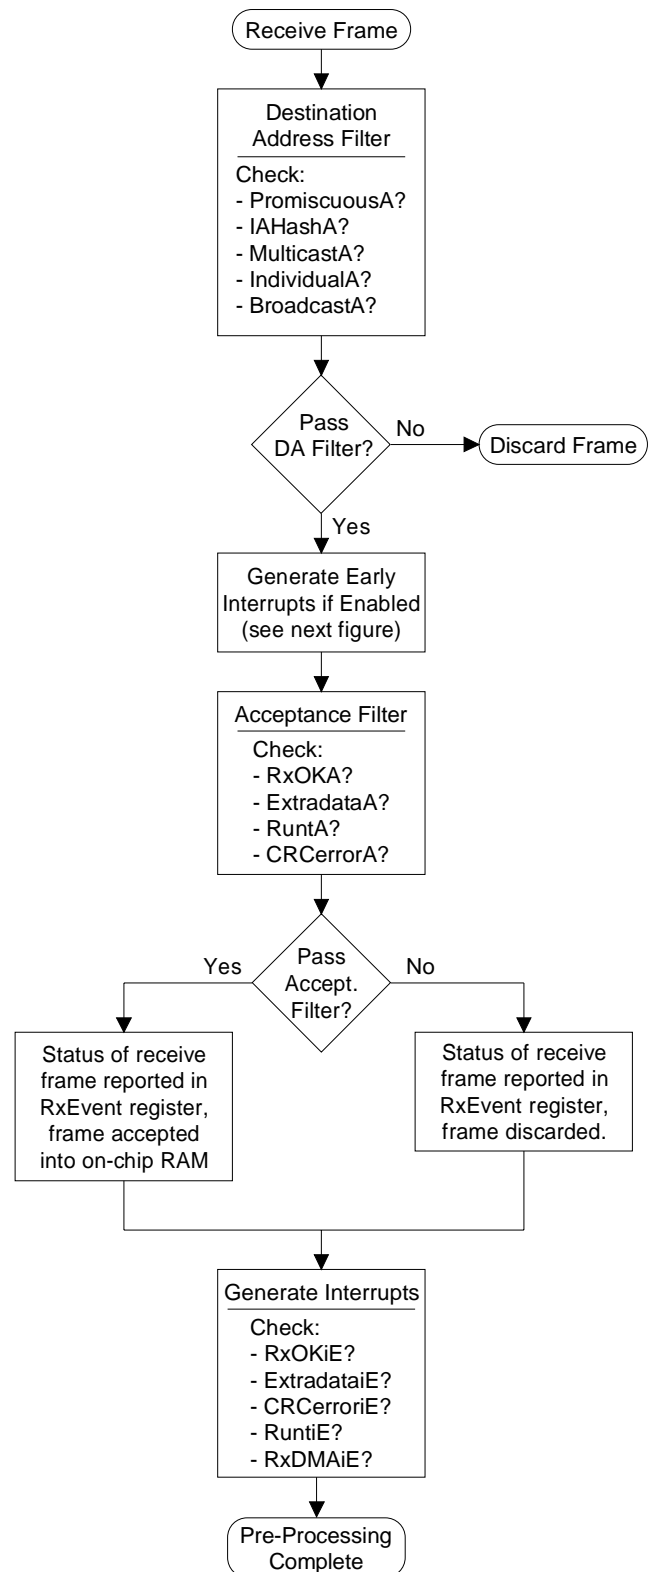 Receive Frame
Destination
Address Filter
Check:
- PromiscuousA?
- IAHashA?
- MulticastA?
- IndividualA?
- BroadcastA?
Pass
DA Filter?
No
Discard Frame
Yes
Generate Early
Interrupts if Enabled
(see next figure)
Acceptance Filter
Check:
- RxOKA?
- ExtradataA?
- RuntA?
- CRCerrorA?
Yes
Pass
Accept.
Filter?
No
Status of receive
frame reported in
RxEvent register,
frame accepted
into on-chip RAM
Status of receive
frame reported in
RxEvent register,
frame discarded.
Generate Interrupts
Check:
- RxOKiE?
- ExtradataiE?
- CRCerroriE?
- RuntiE?
- RxDMAiE?
Pre-Processing
Complete